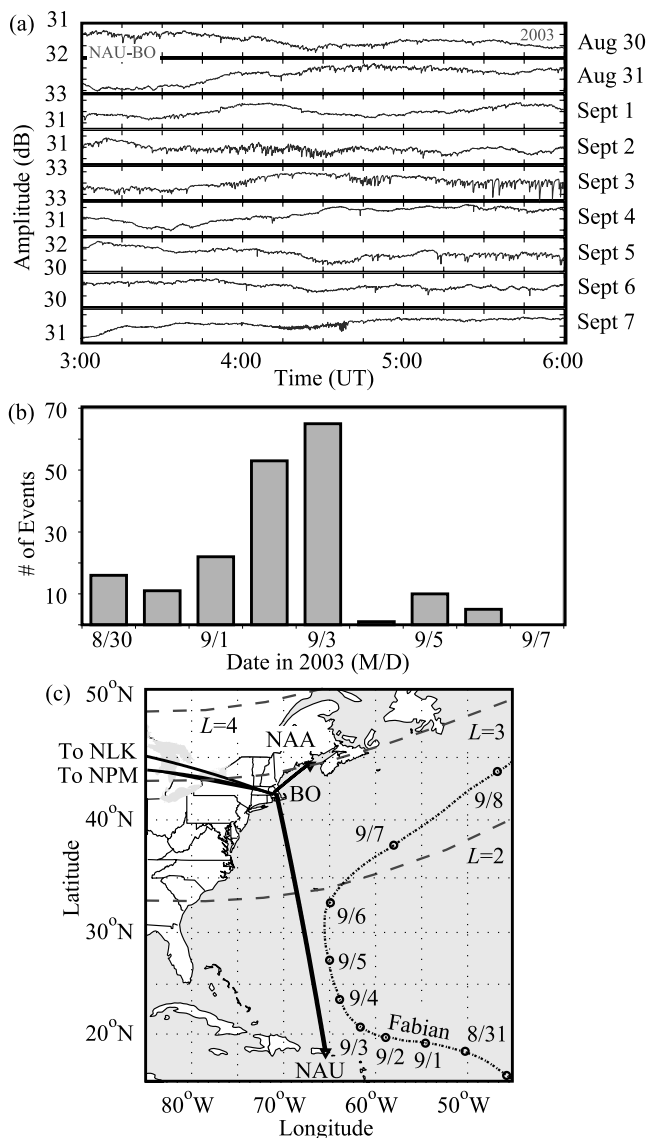 (a)
NAU-BO
2003
31
32
33
31
31
33
33
31
32
30
30
31
Amplitude (dB)
Aug 30
Aug 31
Sept 1
Sept 2
Sept 3
Sept 4
Sept 5
Sept 6
Sept 7
3:00 4:00 5:00 6:00
Time (UT)
(b)
70
50
30
10
# of Events
8/30 9/1 9/3 9/5 9/7
Date in 2003 (M/D)
(c)
50°N
40°N
30°N
20°N
Latitude
To NLK
To NPM
L=4
NAA
BO
L=3
9/8
9/7
L=2
9/6
9/5
9/4
Fabian
8/31
9/3
9/2
9/1
NAU
80°W 70°W 60°W 50°W
Longitude